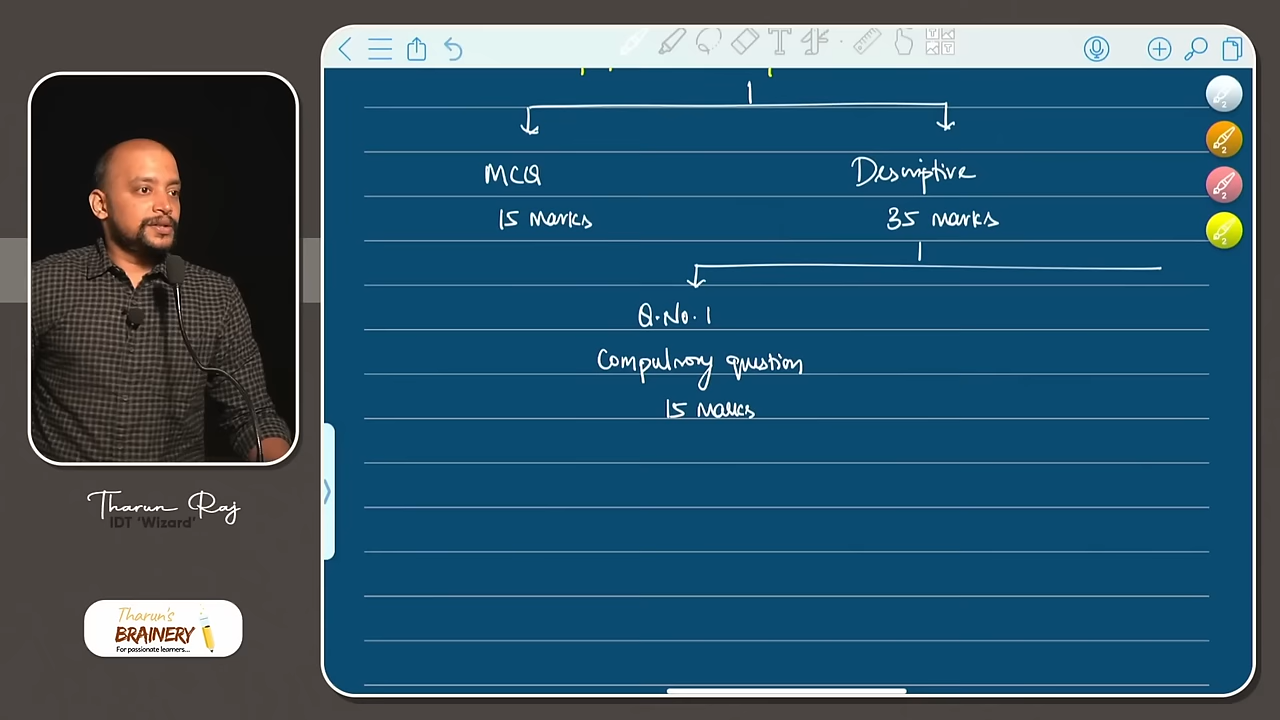 MCQ
Descriptive
15 Marks
35 marks
Q.No. 1
Compulsory question
15 Marks
Tharun Raj
IDT 'Wizard'
Tharun's
BRAINERY
For passionate learners...